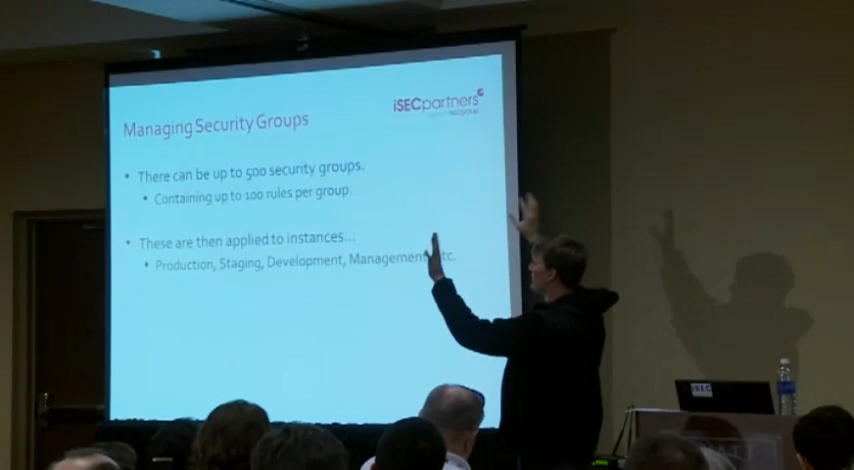 iSECpartners
Managing Security Groups
• There can be up to 500 security groups.
• Containing up to 100 rules per group.
• These are then applied to instances...
• Production, Staging, Development, Management, etc.
iSEC